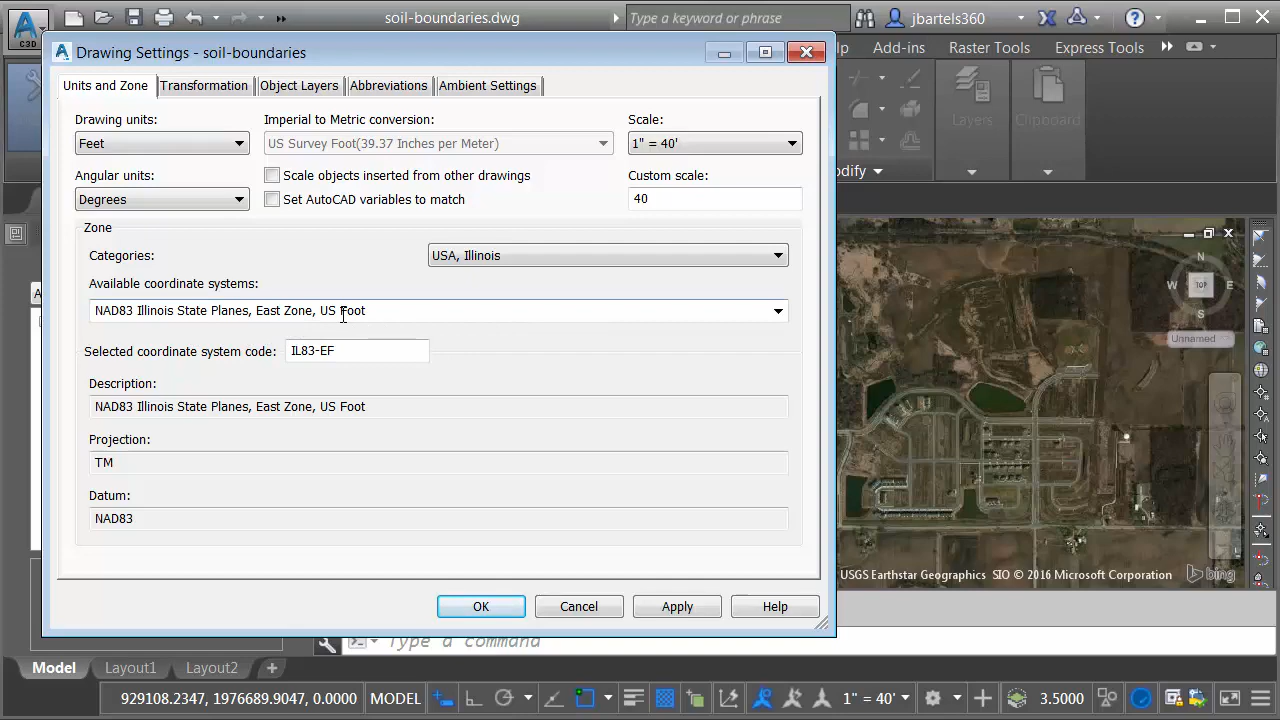 C3D
soil-boundaries.dwg
Type a keyword or phrase
jbartels360
Drawing Settings - soil-boundaries
lp
Add-ins
Raster Tools
Express Tools
Units and Zone
Transformation
Object Layers
Abbreviations
Ambient Settings
Drawing units:
Imperial to Metric conversion:
Scale:
Feet
US Survey Foot(39.37 Inches per Meter)
1" = 40'
Angular units:
Scale objects inserted from other drawings
Custom scale:
Degrees
Set AutoCAD variables to match
40
Layers
Clipboard
odify
Zone
Categories:
USA, Illinois
Available coordinate systems:
NAD83 Illinois State Planes, East Zone, US Foot
Selected coordinate system code:
IL83-EF
Description:
NAD83 Illinois State Planes, East Zone, US Foot
Projection:
TM
Datum:
NAD83
OK
Cancel
Apply
Help
N
W
TOP
E
S
Unnamed
USGS Earthstar Geographics SIO © 2016 Microsoft Corporation
bing
Type a command
Model
Layout1
Layout2
+
929108.2347, 1976689.9047, 0.0000
MODEL
1" = 40'
3.5000